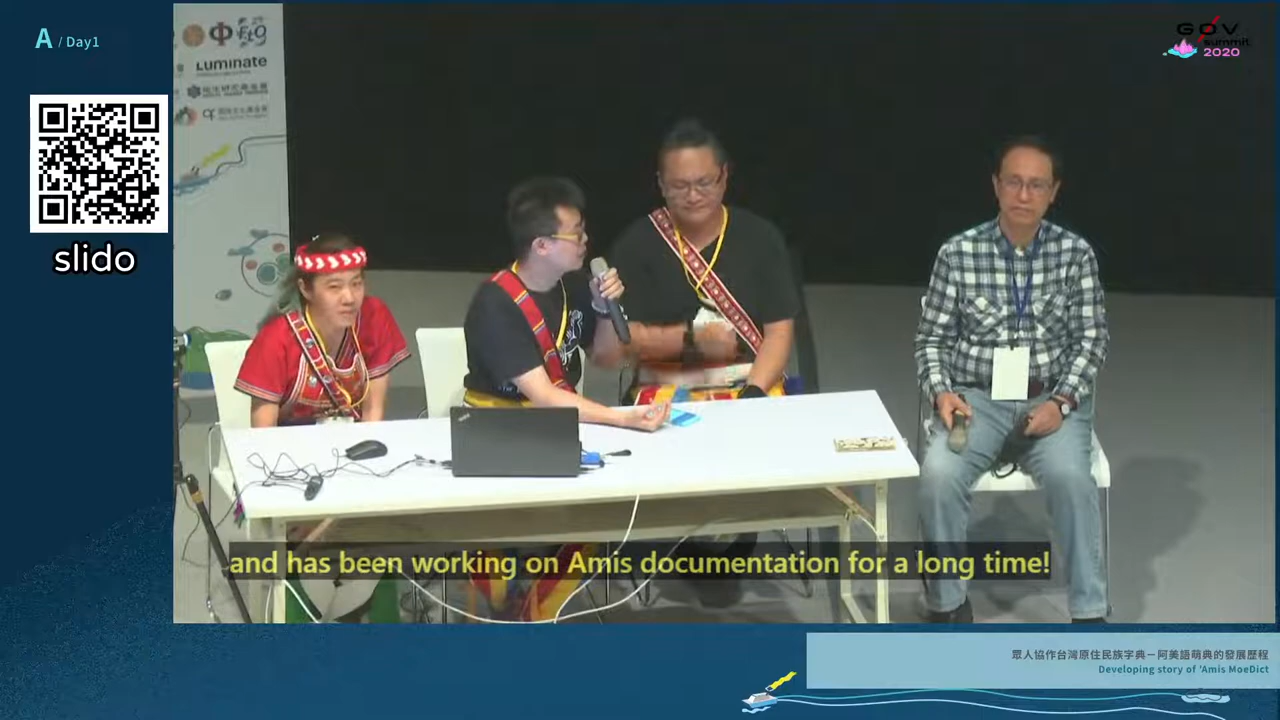 A / Day1
slido
Luminate
GOV
summit
2020
and has been working on Amis documentation for a long time!
眾人協作台灣原住民族字典－阿美語萌典的發展歷程
Developing story of 'Amis MoeDict